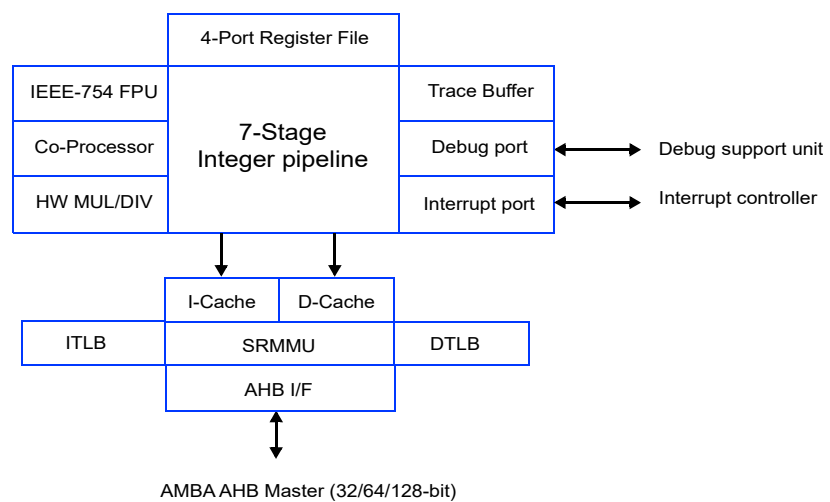 4-Port Register File
IEEE-754 FPU
7-Stage
Integer pipeline
Trace Buffer
Co-Processor
Debug port
Debug support unit
HW MUL/DIV
Interrupt port
Interrupt controller
I-Cache
D-Cache
ITLB
SRMMU
DTLB
AHB I/F
AMBA AHB Master (32/64/128-bit)